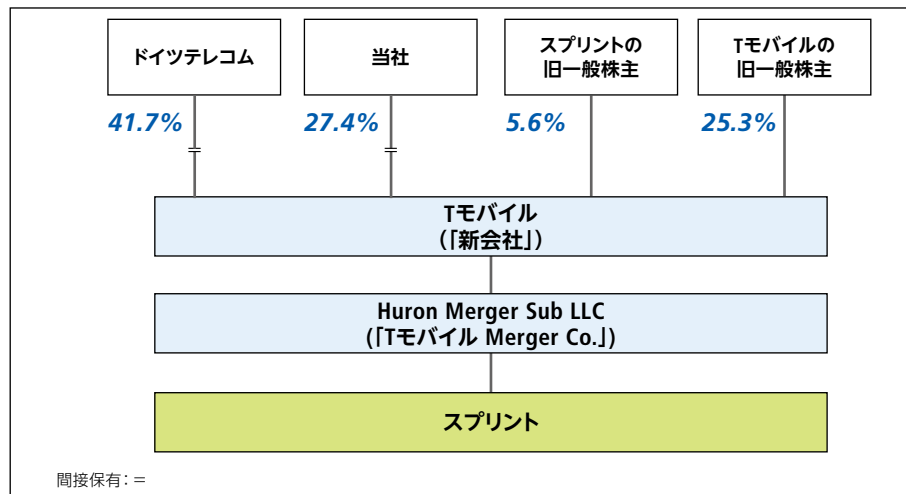 ドイツテレコム
当社
スプリントの
旧一般株主
Tモバイルの
旧一般株主
41.7%
27.4%
5.6%
25.3%
Tモバイル
(「新会社」)
Huron Merger Sub LLC
(「Tモバイル Merger Co.」)
スプリント
間接保有：＝